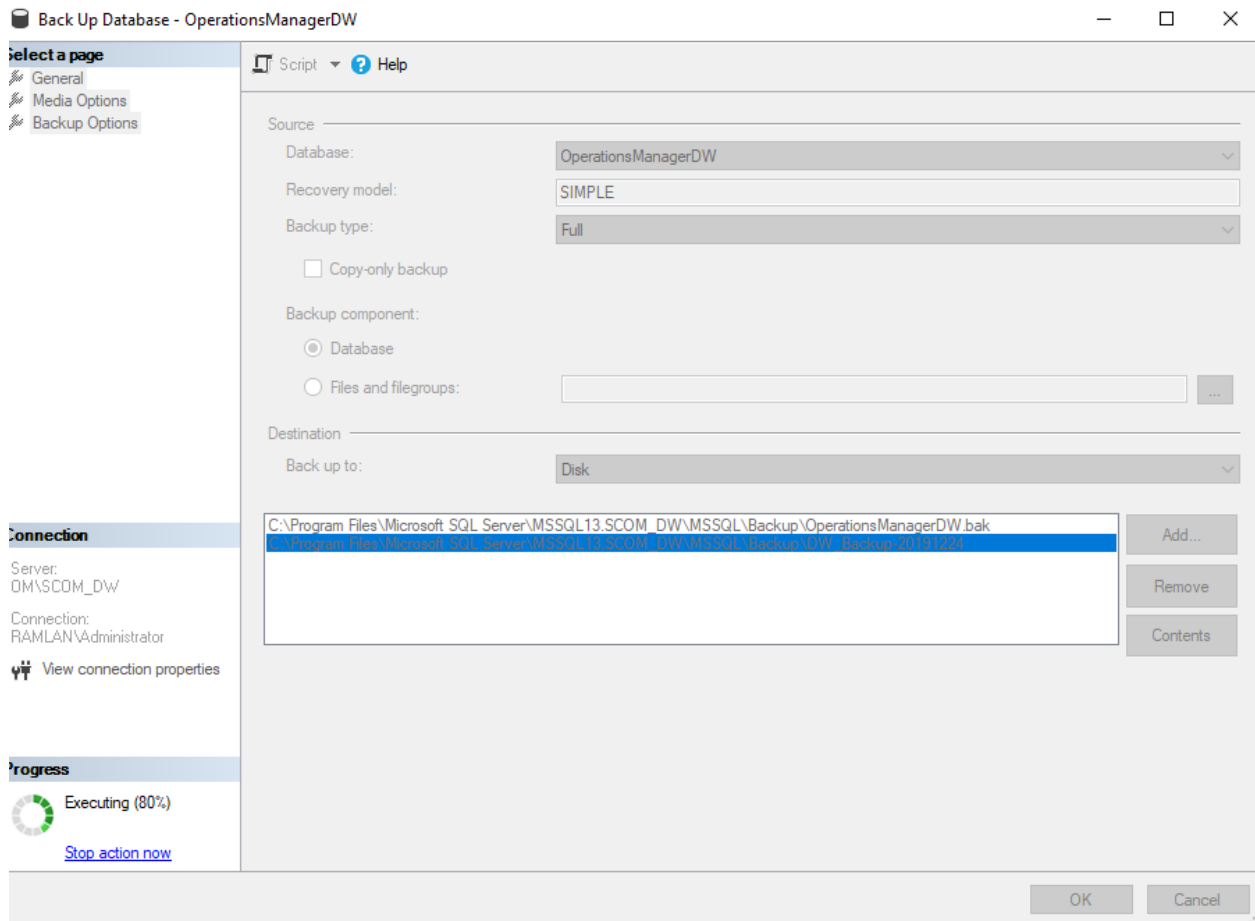 Back Up Database - OperationsManagerDW
Select a page
General
Media Options
Backup Options
Script
Help
Source
Database:
OperationsManagerDW
Recovery model:
SIMPLE
Backup type:
Full
Copy-only backup
Backup component:
Database
Files and filegroups:
...
Destination
Back up to:
Disk
C:\Program Files\Microsoft SQL Server\MSSQL13.SCOM_DW\MSSQL\Backup\OperationsManagerDW.bak
C:\Program Files\Microsoft SQL Server\MSSQL13.SCOM_DW\MSSQL\Backup\DW_Backup-20191224
Add...
Remove
Contents
Connection
Server:
OM\SCOM_DW
Connection:
RAMLAN\Administrator
View connection properties
Progress
Executing (80%)
Stop action now
OK
Cancel